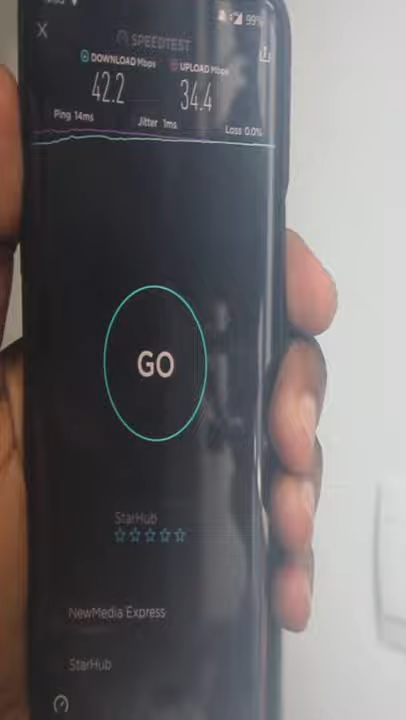 99%
X
SPEEDTEST
DOWNLOAD Mbps UPLOAD Mbps
42.2 34.4
Ping 14ms Jitter 1ms Loss 0.0%
GO
StarHub
NewMedia Express
StarHub